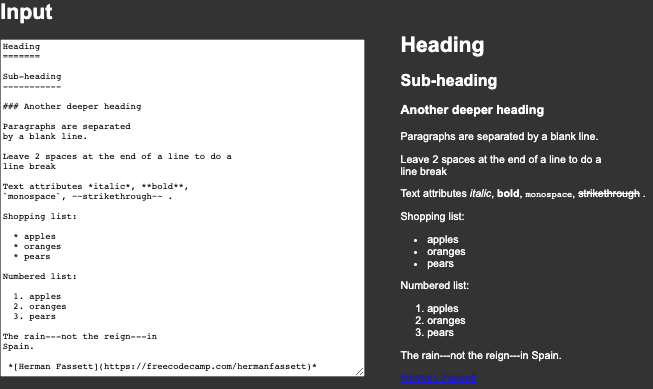 Input
Heading
=======
Sub-heading
-----------
### Another deeper heading
Paragraphs are separated
by a blank line.
Leave 2 spaces at the end of a line to do a
line break
Text attributes *italic*, **bold**,
`monospace`, ~~strikethrough~~ .
Shopping list:
* apples
* oranges
* pears
Numbered list:
1. apples
2. oranges
3. pears
The rain---not the reign---in
Spain.
*[Herman Fassett](https://freecodecamp.com/hermanfassett)*
Heading
Sub-heading
Another deeper heading
Paragraphs are separated by a blank line.
Leave 2 spaces at the end of a line to do a
line break
Text attributes italic, bold, monospace, strikethrough .
Shopping list:
• apples
• oranges
• pears
Numbered list:
1. apples
2. oranges
3. pears
The rain---not the reign---in Spain.
Herman Fassett